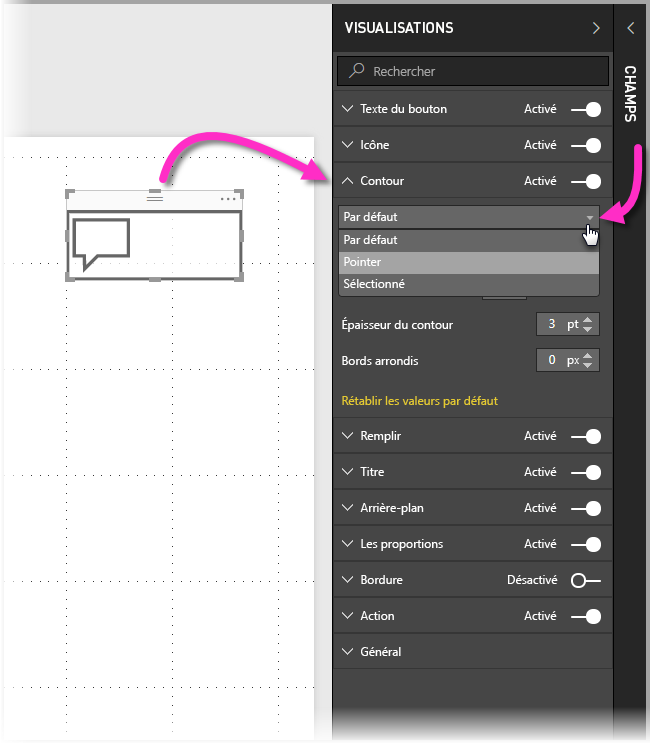 VISUALISATIONS
CHAMPS
Rechercher
Texte du bouton Activé
Icône Activé
Contour Activé
Par défaut
Par défaut
Pointer
Sélectionné
Épaisseur du contour 3 pt
Bords arrondis 0 px
Rétablir les valeurs par défaut
Remplir Activé
Titre Activé
Arrière-plan Activé
Les proportions Activé
Bordure Désactivé
Action Activé
Général